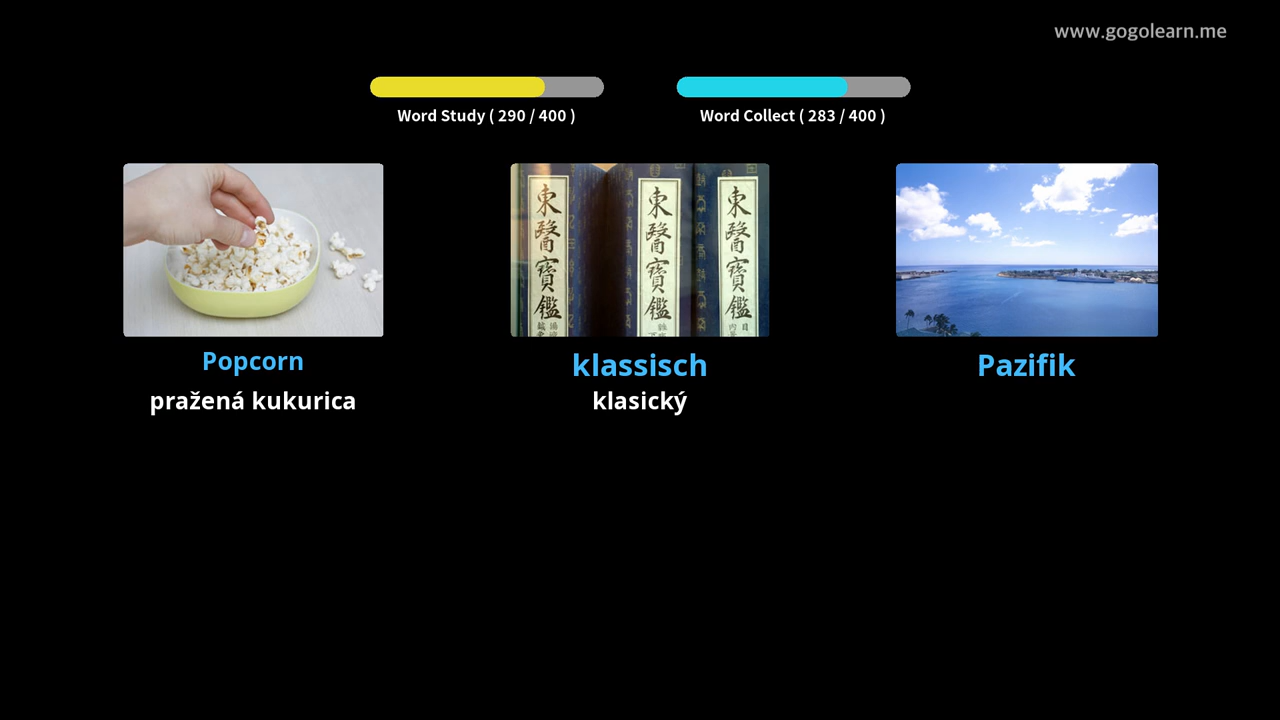 www.gogolearn.me
Word Study ( 290 / 400 )
Word Collect ( 283 / 400 )
東醫寶鑑
東醫寶鑑
東醫寶鑑
Popcorn
klassisch
Pazifik
pražená kukurica
klasický